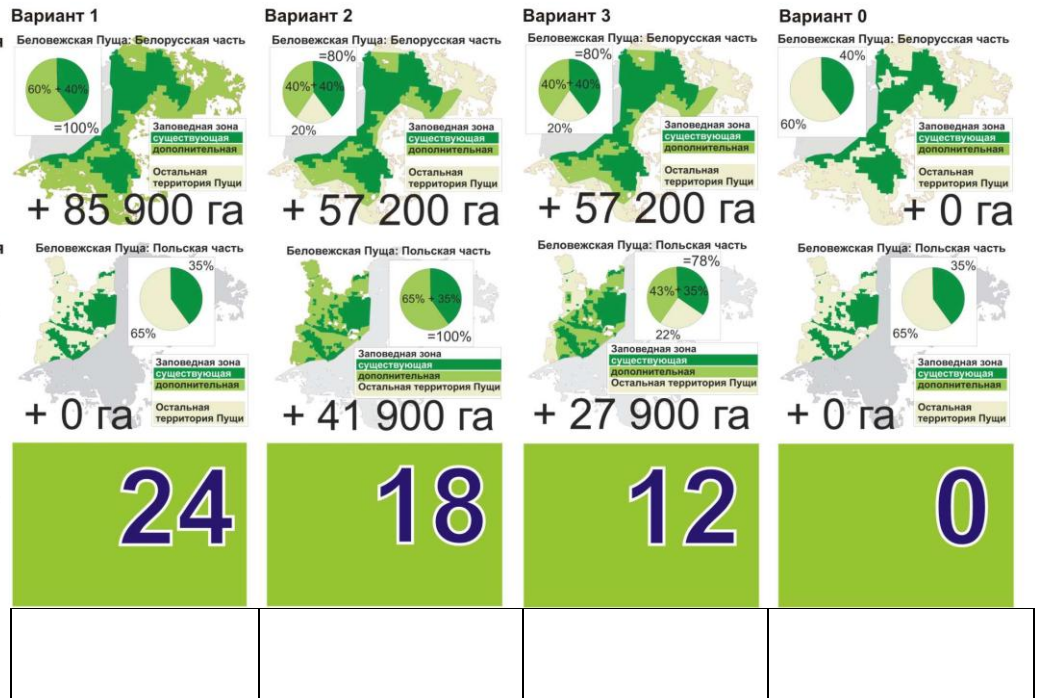 Вариант 1
Вариант 2
Вариант 3
Вариант 0
я
Беловежская Пуща: Белорусская часть
60% + 40%
=100%
Заповедная зона
существующая
дополнительная
Остальная
территория Пущи
+ 85 900 га
Беловежская Пуща: Белорусская часть
=80%
40%+40%
20%
Заповедная зона
существующая
дополнительная
Остальная
территория Пущи
+ 57 200 га
Беловежская Пуща: Белорусская часть
=80%
40%+40%
20%
Заповедная зона
существующая
дополнительная
Остальная
территория Пущи
+ 57 200 га
Беловежская Пуща: Белорусская часть
40%
60%
Заповедная зона
существующая
дополнительная
Остальная
территория Пущи
+ 0 га
я
Беловежская Пуща: Польская часть
35%
65%
Заповедная зона
существующая
дополнительная
Остальная
территория Пущи
+ 0 га
Беловежская Пуща: Польская часть
65% + 35%
=100%
Заповедная зона
существующая
дополнительная
Остальная территория Пущи
+ 41 900 га
Беловежская Пуща: Польская часть
=78%
43%+35%
22%
Заповедная зона
существующая
дополнительная
Остальная территория Пущи
+ 27 900 га
Беловежская Пуща: Польская часть
35%
65%
Заповедная зона
существующая
дополнительная
Остальная
территория Пущи
+ 0 га
24
18
12
0